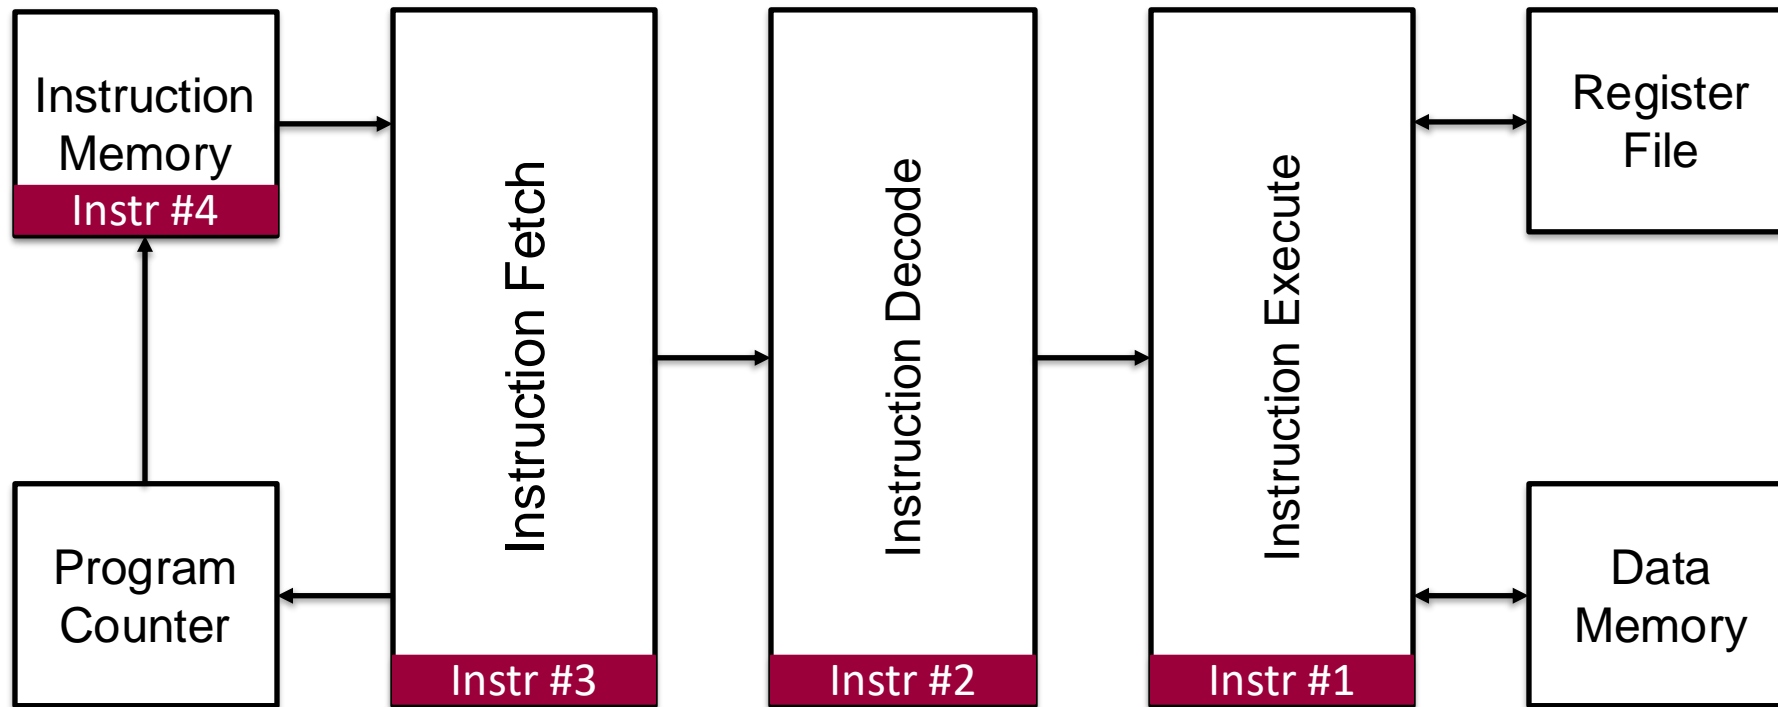 Instruction
Memory
Instr #4
Program
Counter
Instruction Fetch
Instr #3
Instruction Decode
Instr #2
Instruction Execute
Instr #1
Register
File
Data
Memory